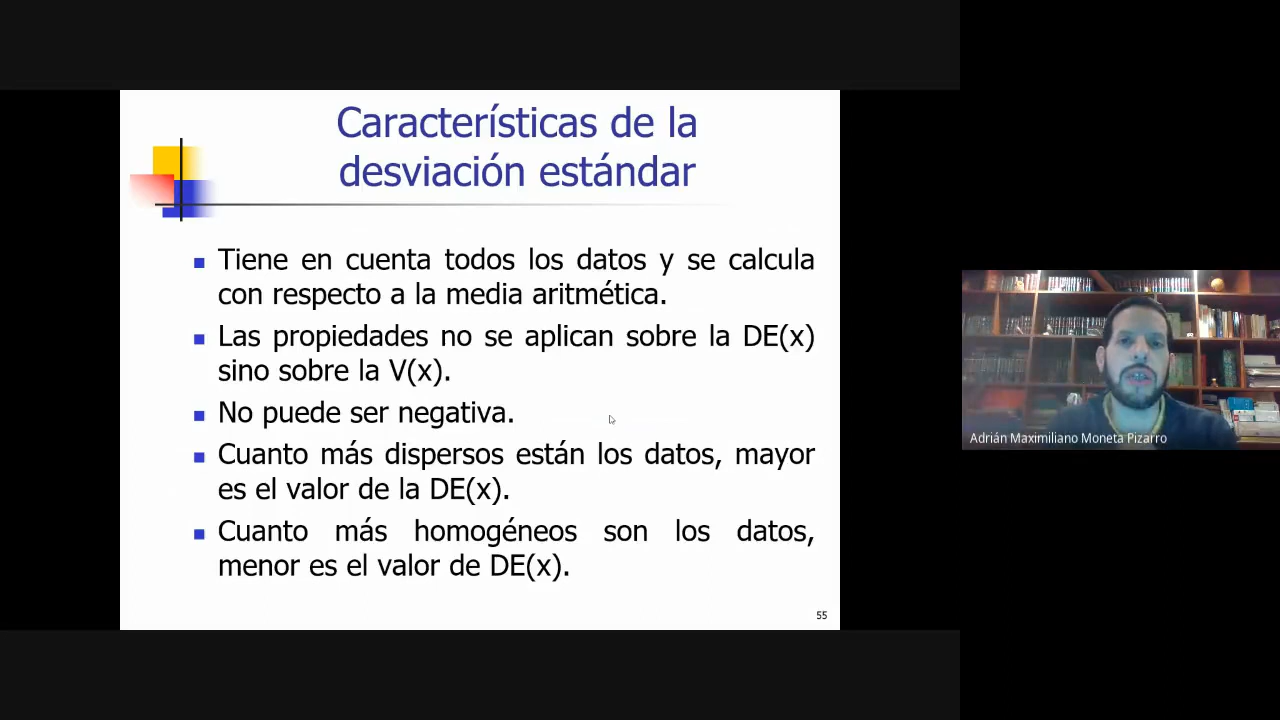 Características de la
desviación estándar
Tiene en cuenta todos los datos y se calcula
con respecto a la media aritmética.
Las propiedades no se aplican sobre la DE(x)
sino sobre la V(x).
No puede ser negativa.
Cuanto más dispersos están los datos, mayor
es el valor de la DE(x).
Cuanto más homogéneos son los datos,
menor es el valor de DE(x).
55
Adrián Maximiliano Moneta Pizarro